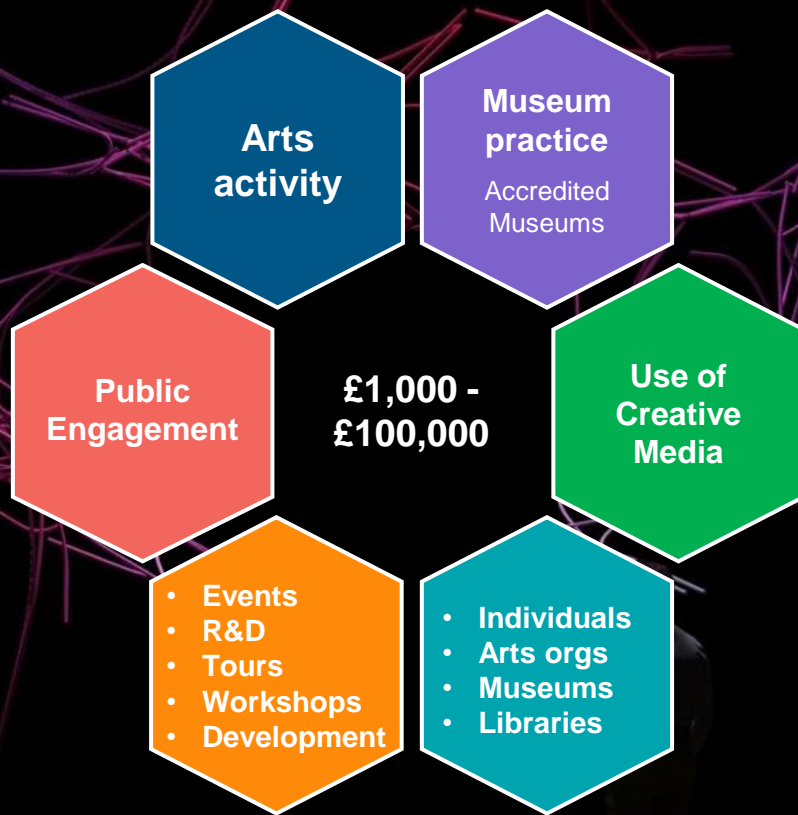 Arts
activity
Museum
practice
Accredited
Museums
Public
Engagement
£1,000 -
£100,000
Use of
Creative
Media
• Events
• R&D
• Tours
• Workshops
• Development
• Individuals
• Arts orgs
• Museums
• Libraries